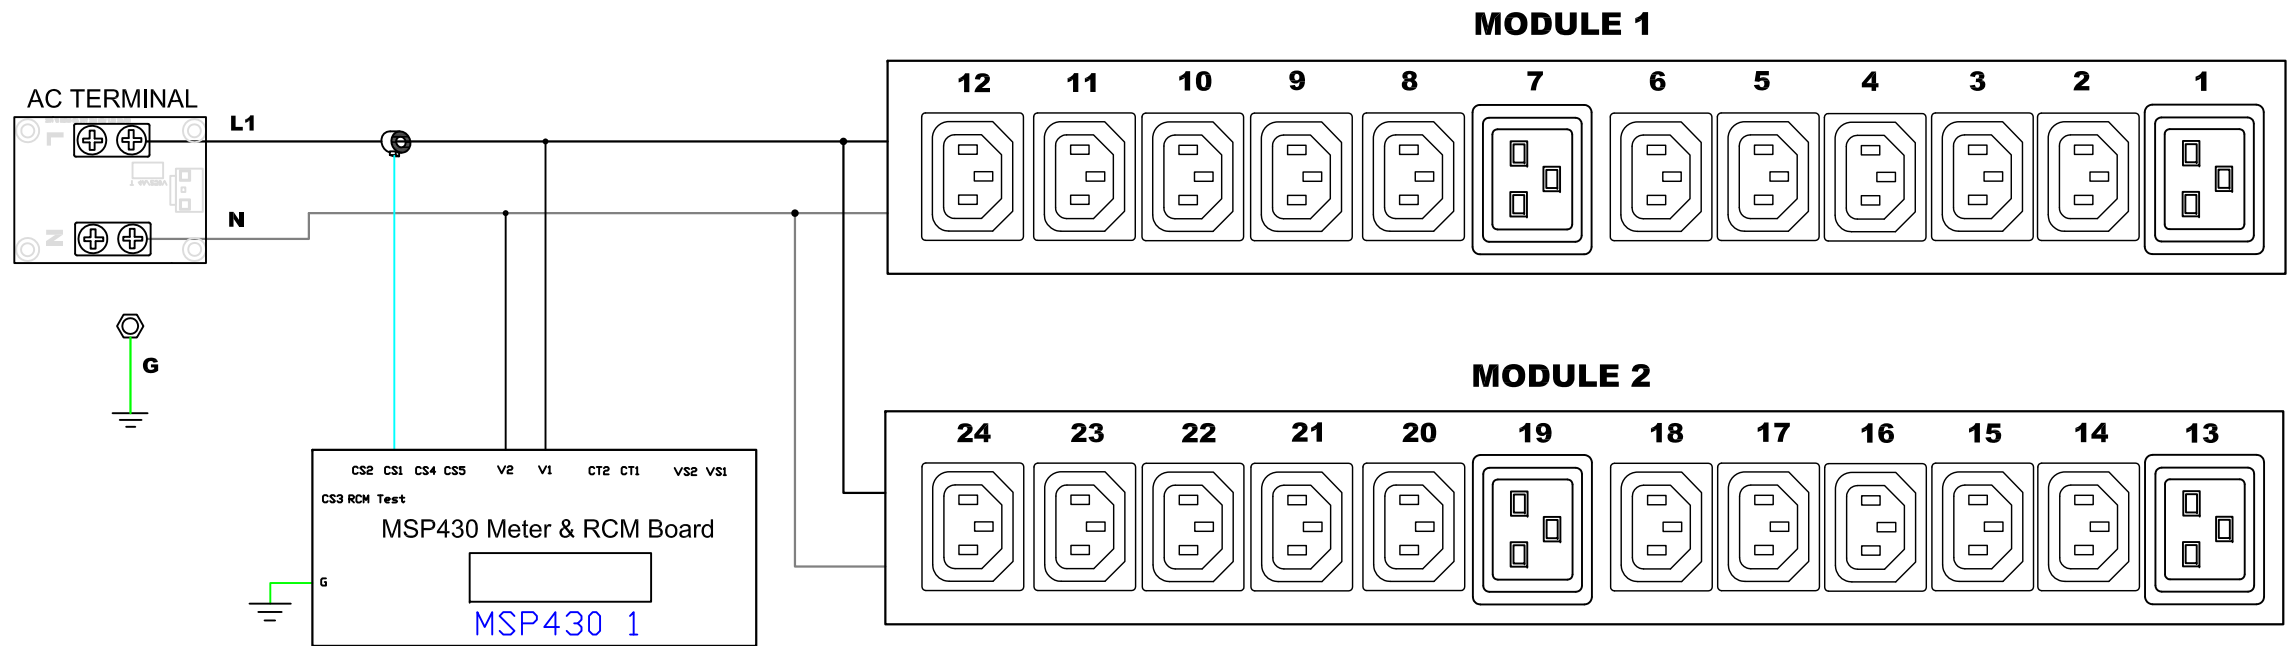 MODULE 1
12 11 10 9 8 7 6 5 4 3 2 1
AC TERMINAL
L1
L
N
N
G
MODULE 2
24 23 22 21 20 19 18 17 16 15 14 13
CS2 CS1 CS4 CS5 V2 V1 CT2 CT1 VS2 VS1
CS3 RCM Test
MSP430 Meter & RCM Board
G
MSP430 1